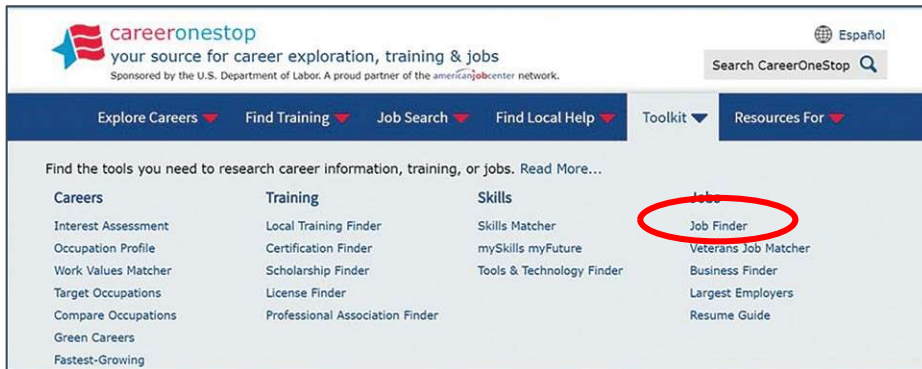 careeronestop
your source for career exploration, training & jobs
Sponsored by the U.S. Department of Labor. A proud partner of the americanjobcenter network.
Español
Search CareerOneStop
Explore Careers Find Training Job Search Find Local Help Toolkit Resources For
Find the tools you need to research career information, training, or jobs. Read More...
Careers
Interest Assessment
Occupation Profile
Work Values Matcher
Target Occupations
Compare Occupations
Green Careers
Fastest-Growing
Training
Local Training Finder
Certification Finder
Scholarship Finder
License Finder
Professional Association Finder
Skills
Skills Matcher
mySkills myFuture
Tools & Technology Finder
Jobs
Job Finder
Veterans Job Matcher
Business Finder
Largest Employers
Resume Guide